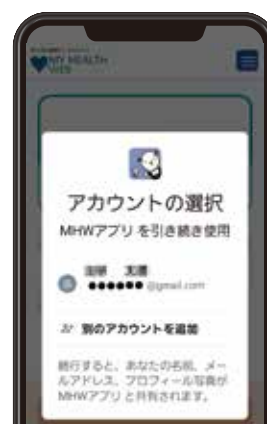 MY HEALTH
WEB
アカウントの選択
MHWアプリ を引き続き使用
●●●●●● @gmail.com
別のアカウントを追加
続行すると、あなたの名前、メー
ルアドレス、プロフィール写真が
MHWアプリ と共有されます。